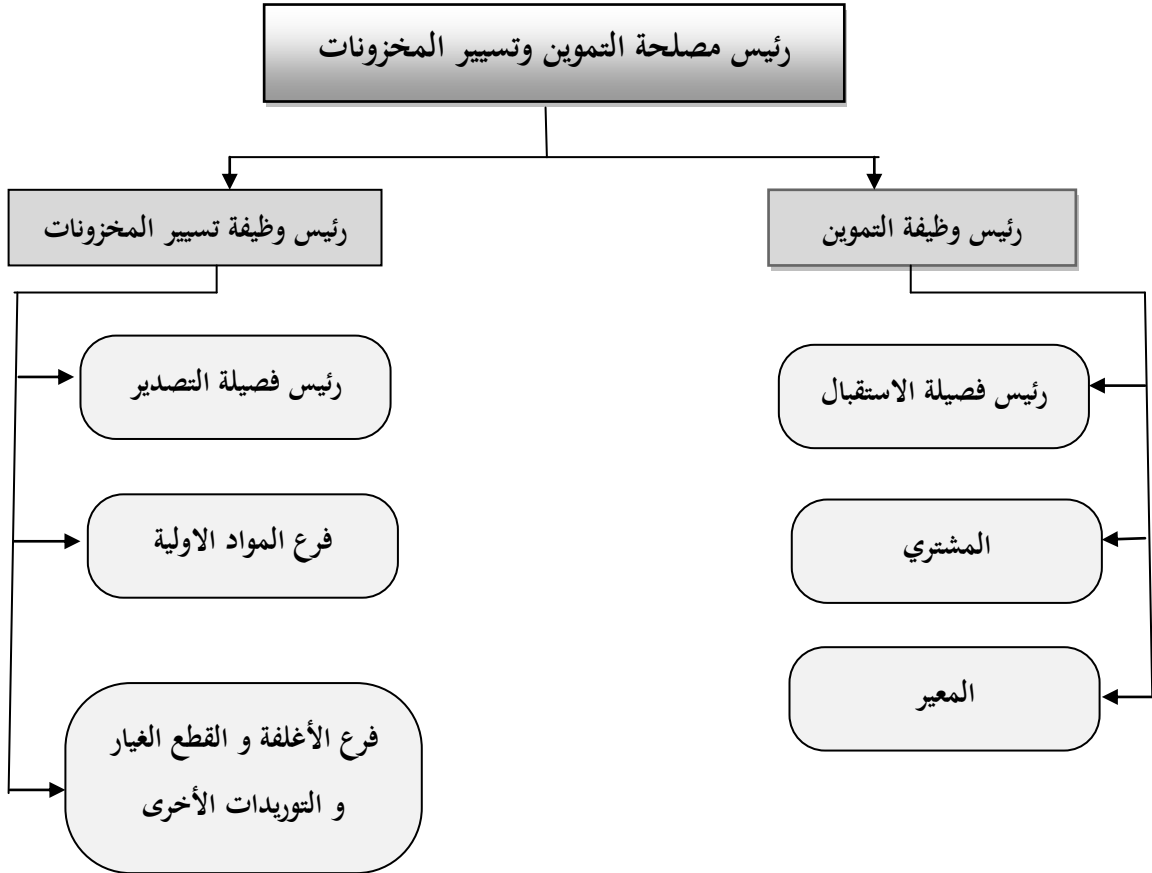 رئيس مصلحة التموين وتسيير المخزونات
رئيس وظيفة التموين
رئيس وظيفة تسيير المخزونات
رئيس فصيلة الاستقبال
المشتري
المعير
رئيس فصيلة التصدير
فرع المواد الاولية
فرع الأغلفة و القطع الغيار
و التوريدات الأخرى